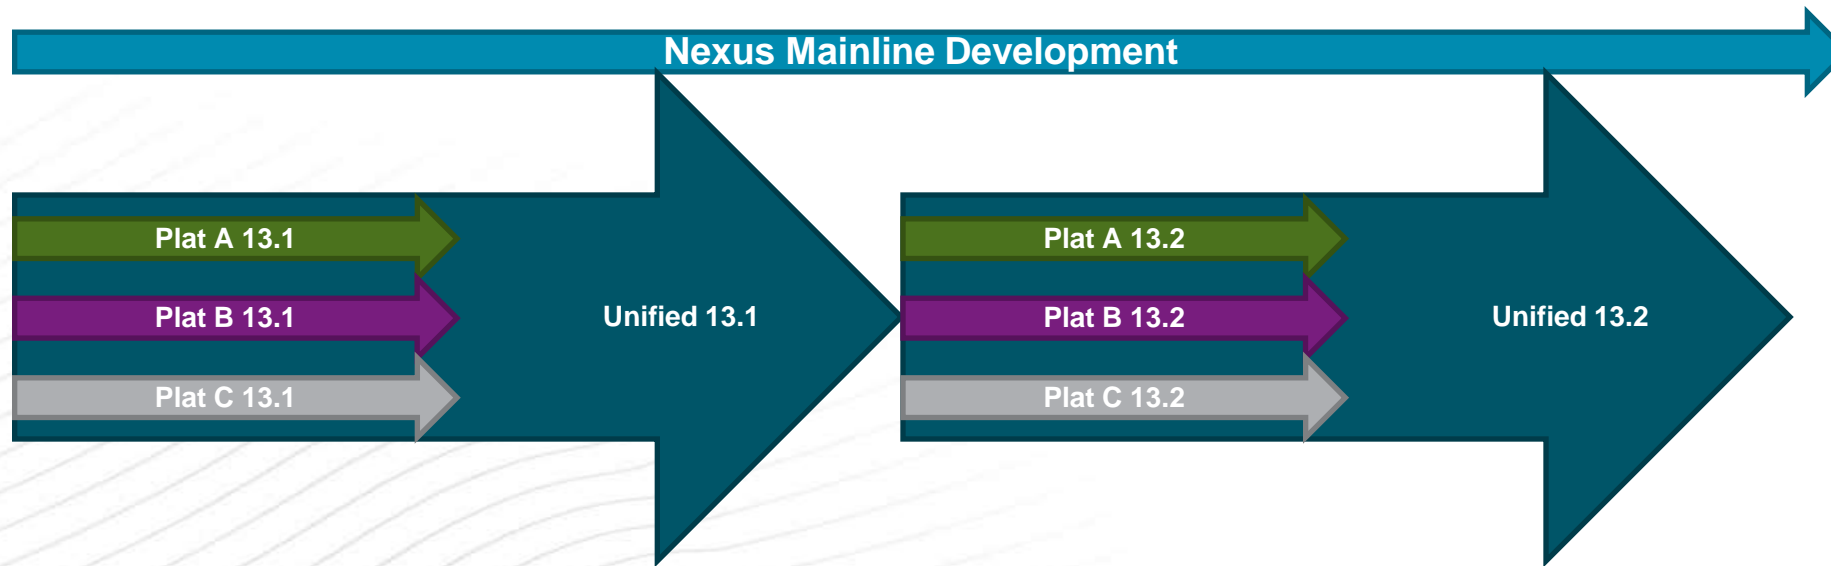 Nexus Mainline Development
Plat A 13.1
Plat B 13.1
Plat C 13.1
Unified 13.1
Plat A 13.2
Plat B 13.2
Plat C 13.2
Unified 13.2